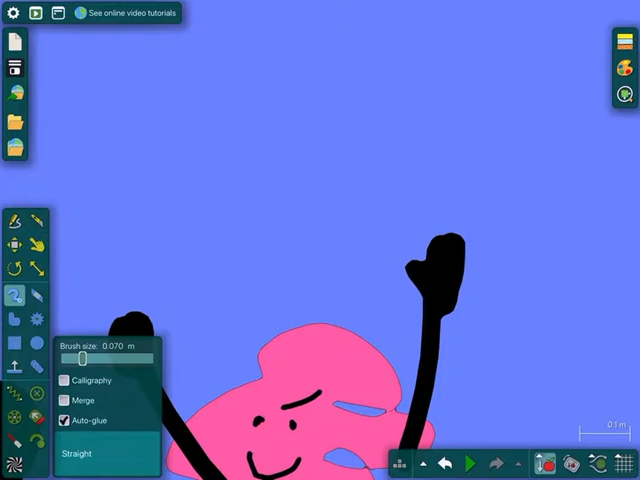 See online video tutorials
Brush size: 0.070 m
Calligraphy
Merge
Auto-glue
Straight
0.1 m